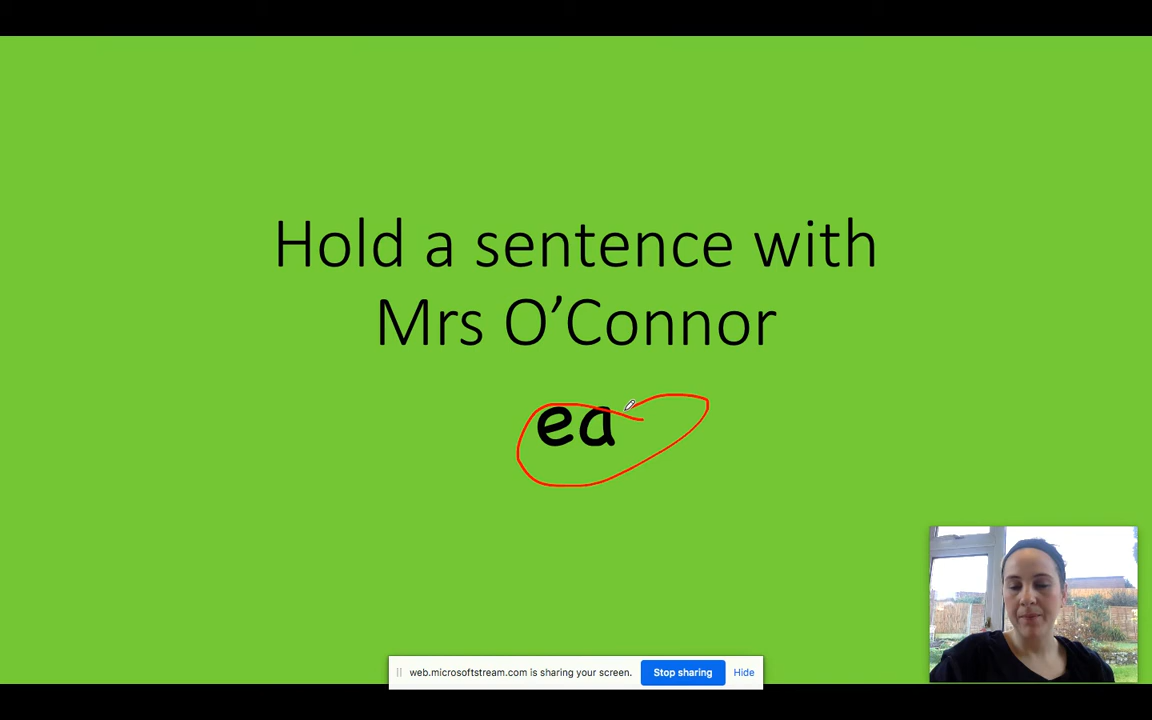 Hold a sentence with
Mrs O’Connor
ea
web.microsoftstream.com is sharing your screen. Stop sharing Hide